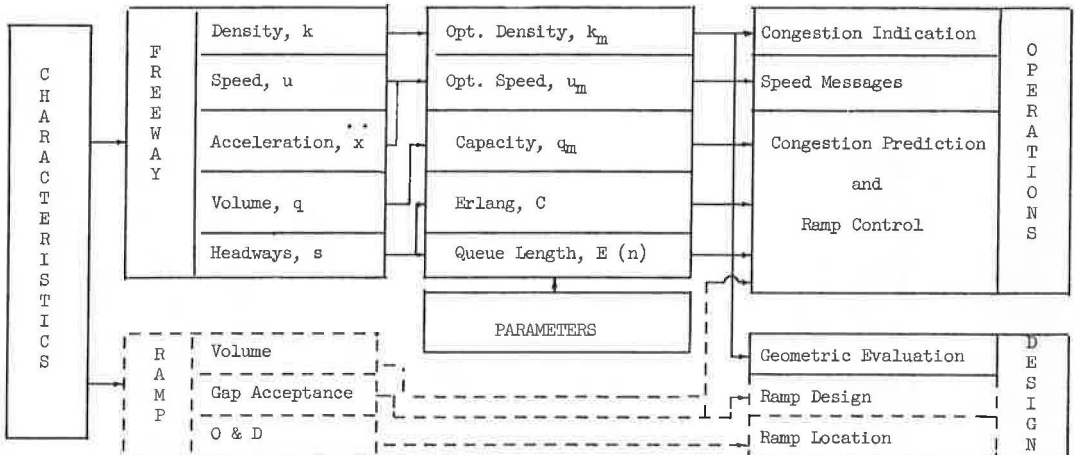 CHARACTERISTICS
FREEWAY
Density, k
Speed, u
Acceleration, ẍ
Volume, q
Headways, s
Opt. Density, km
Opt. Speed, um
Capacity, qm
Erlang, C
Queue Length, E (n)
PARAMETERS
Congestion Indication
Speed Messages
Congestion Prediction
and
Ramp Control
OPERATIONS
RAMP
Volume
Gap Acceptance
O & D
Geometric Evaluation
Ramp Design
Ramp Location
DESIGN